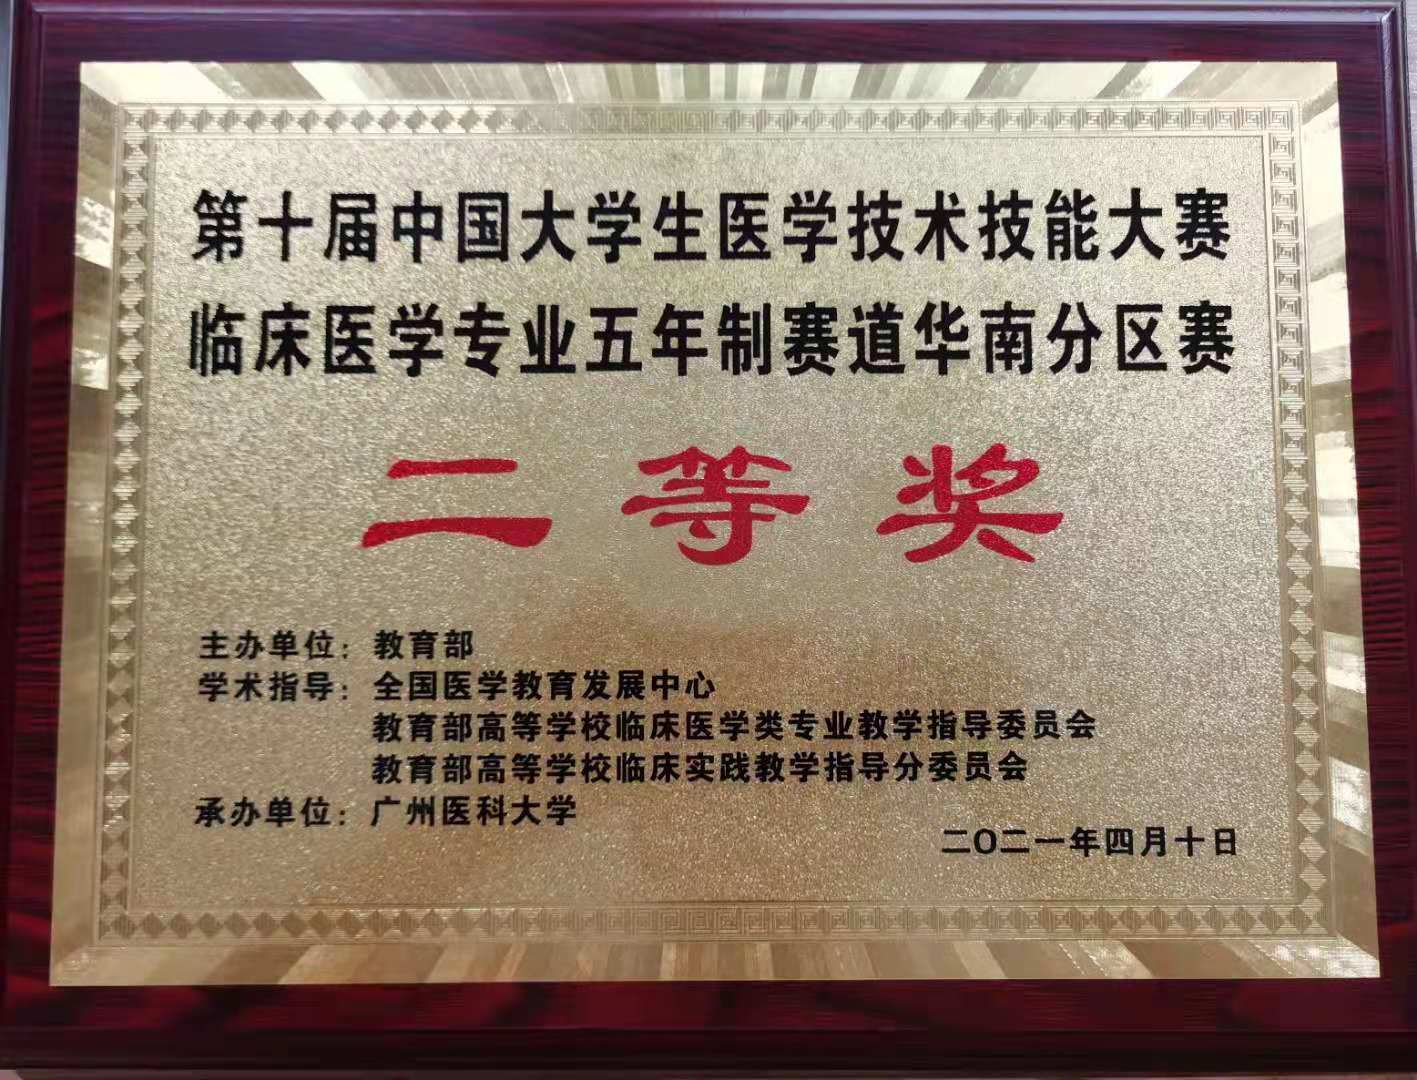 第十届中国大学生医学技术技能大赛
临床医学专业五年制赛道华南分区赛
二等奖
主办单位：教育部
学术指导：全国医学教育发展中心
教育部高等学校临床医学类专业教学指导委员会
教育部高等学校临床实践教学指导分委员会
承办单位：广州医科大学
二〇二一年四月十日